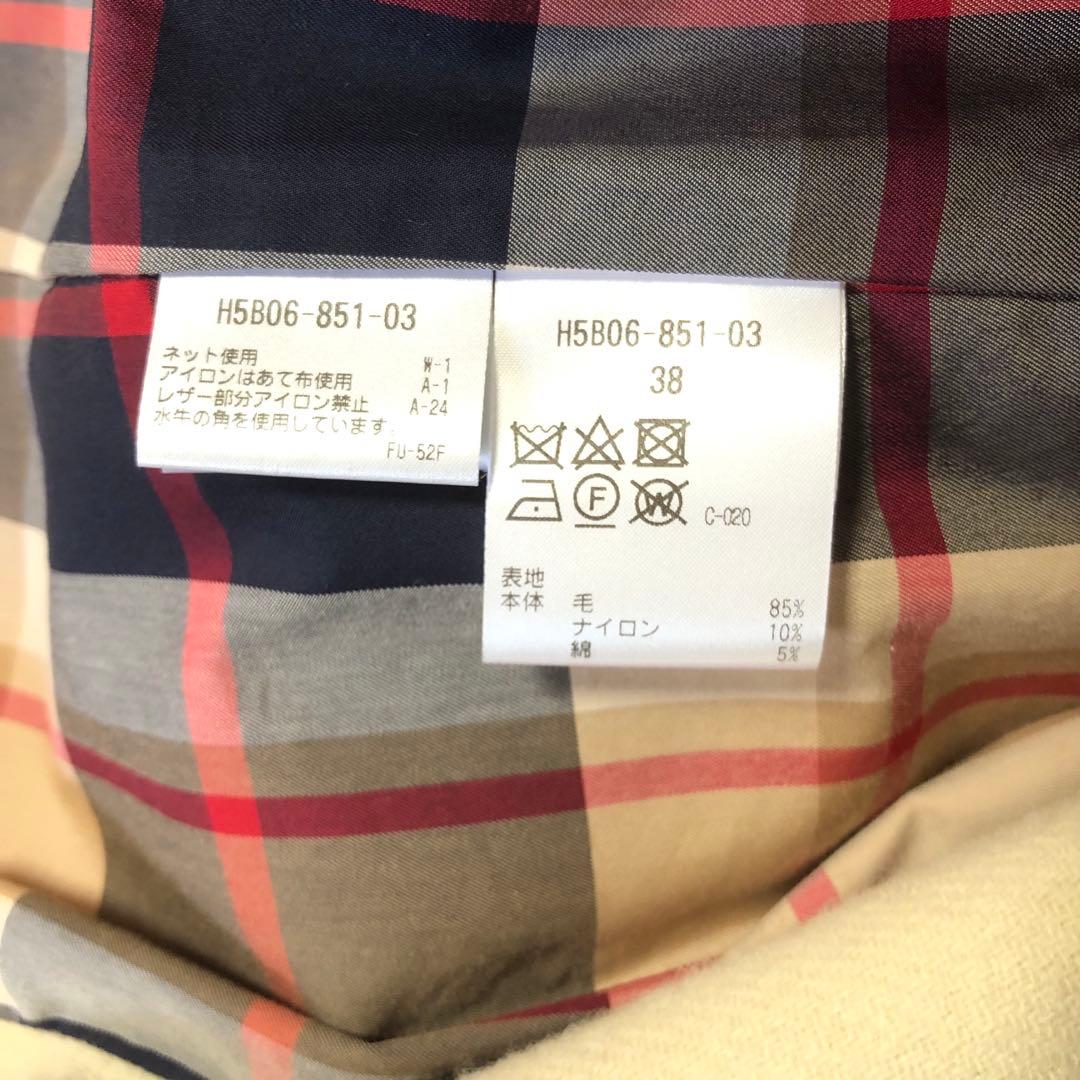 H5B06-851-03
ネット使用 W-1
アイロンはあて布使用 A-1
レザー部分アイロン禁止 A-24
水牛の角を使用しています。
FU-52F
H5B06-851-03
38
F W C-020
表地
本体 毛 85%
ナイロン 10%
綿 5%